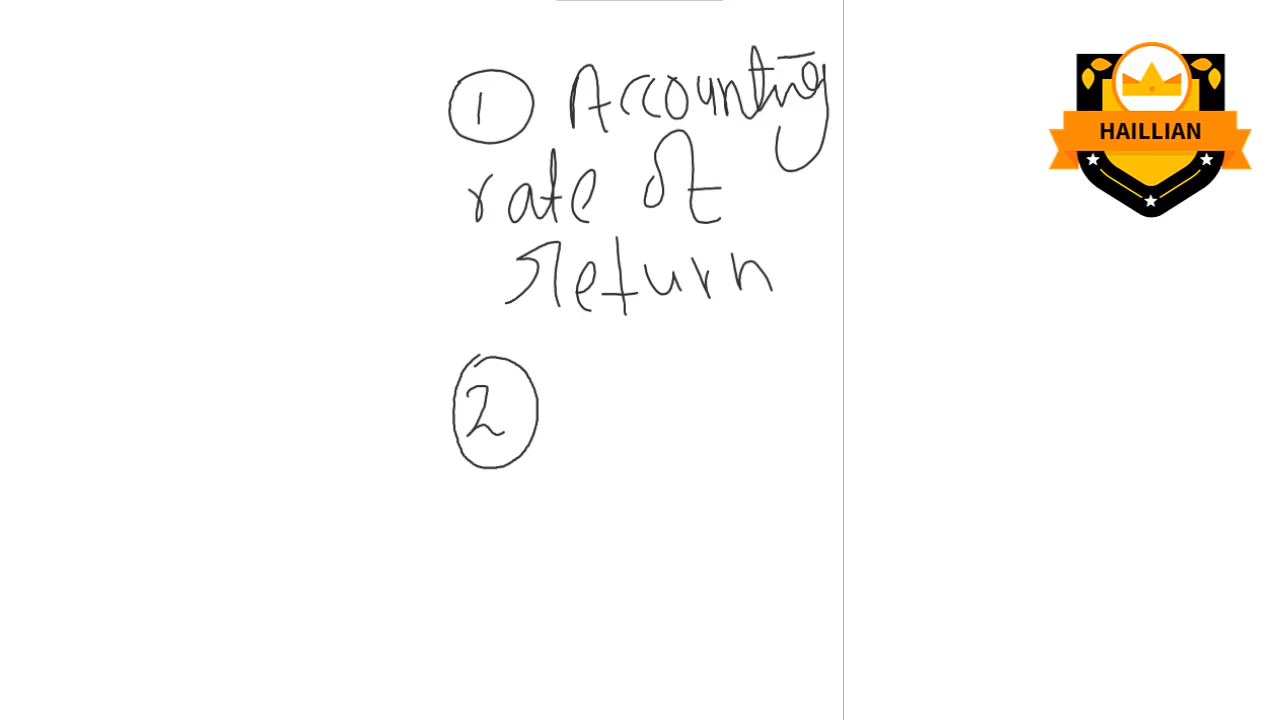 ① Accounting
rate of
return
②
HAILLIAN